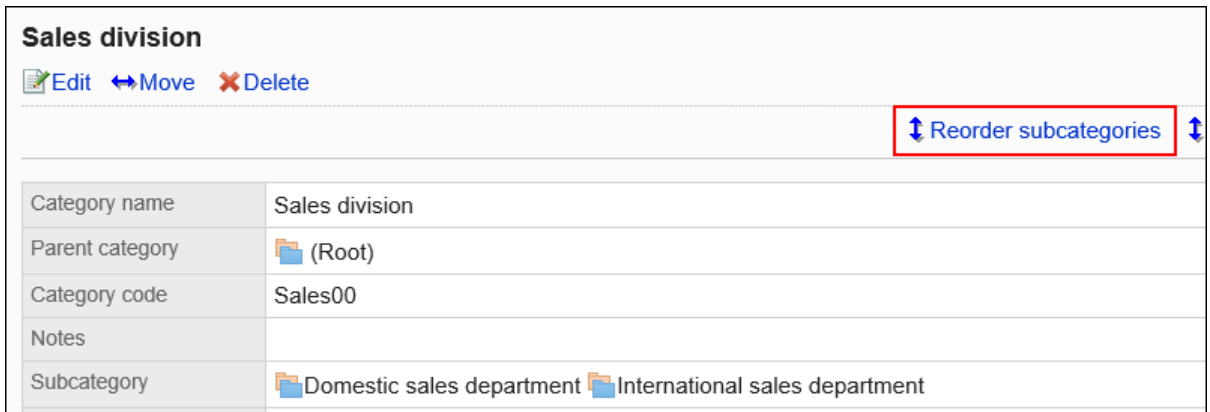 Sales division
Edit Move Delete
Reorder subcategories
Category name Sales division
Parent category (Root)
Category code Sales00
Notes
Subcategory Domestic sales department International sales department